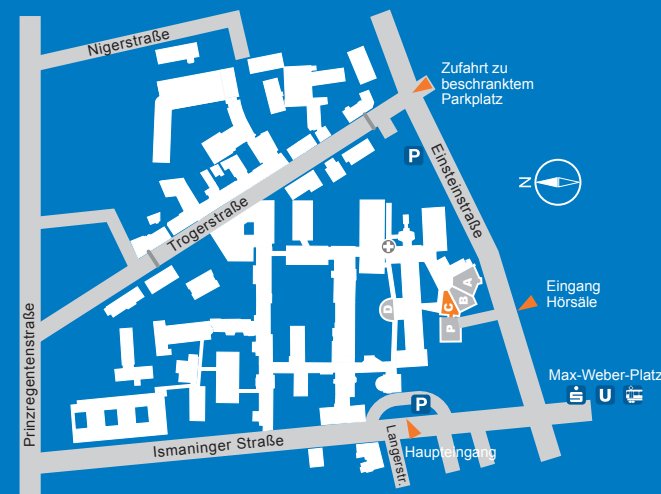 Nigerstraße
Zufahrt zu
beschranktem
Parkplatz
P
Einsteinstraße
N
Trogerstraße
A
B
C
D
P
Eingang
Hörsäle
Prinzregentenstraße
Max-Weber-Platz
S U
P
Ismaninger Straße
Langerstr.
Haupteingang